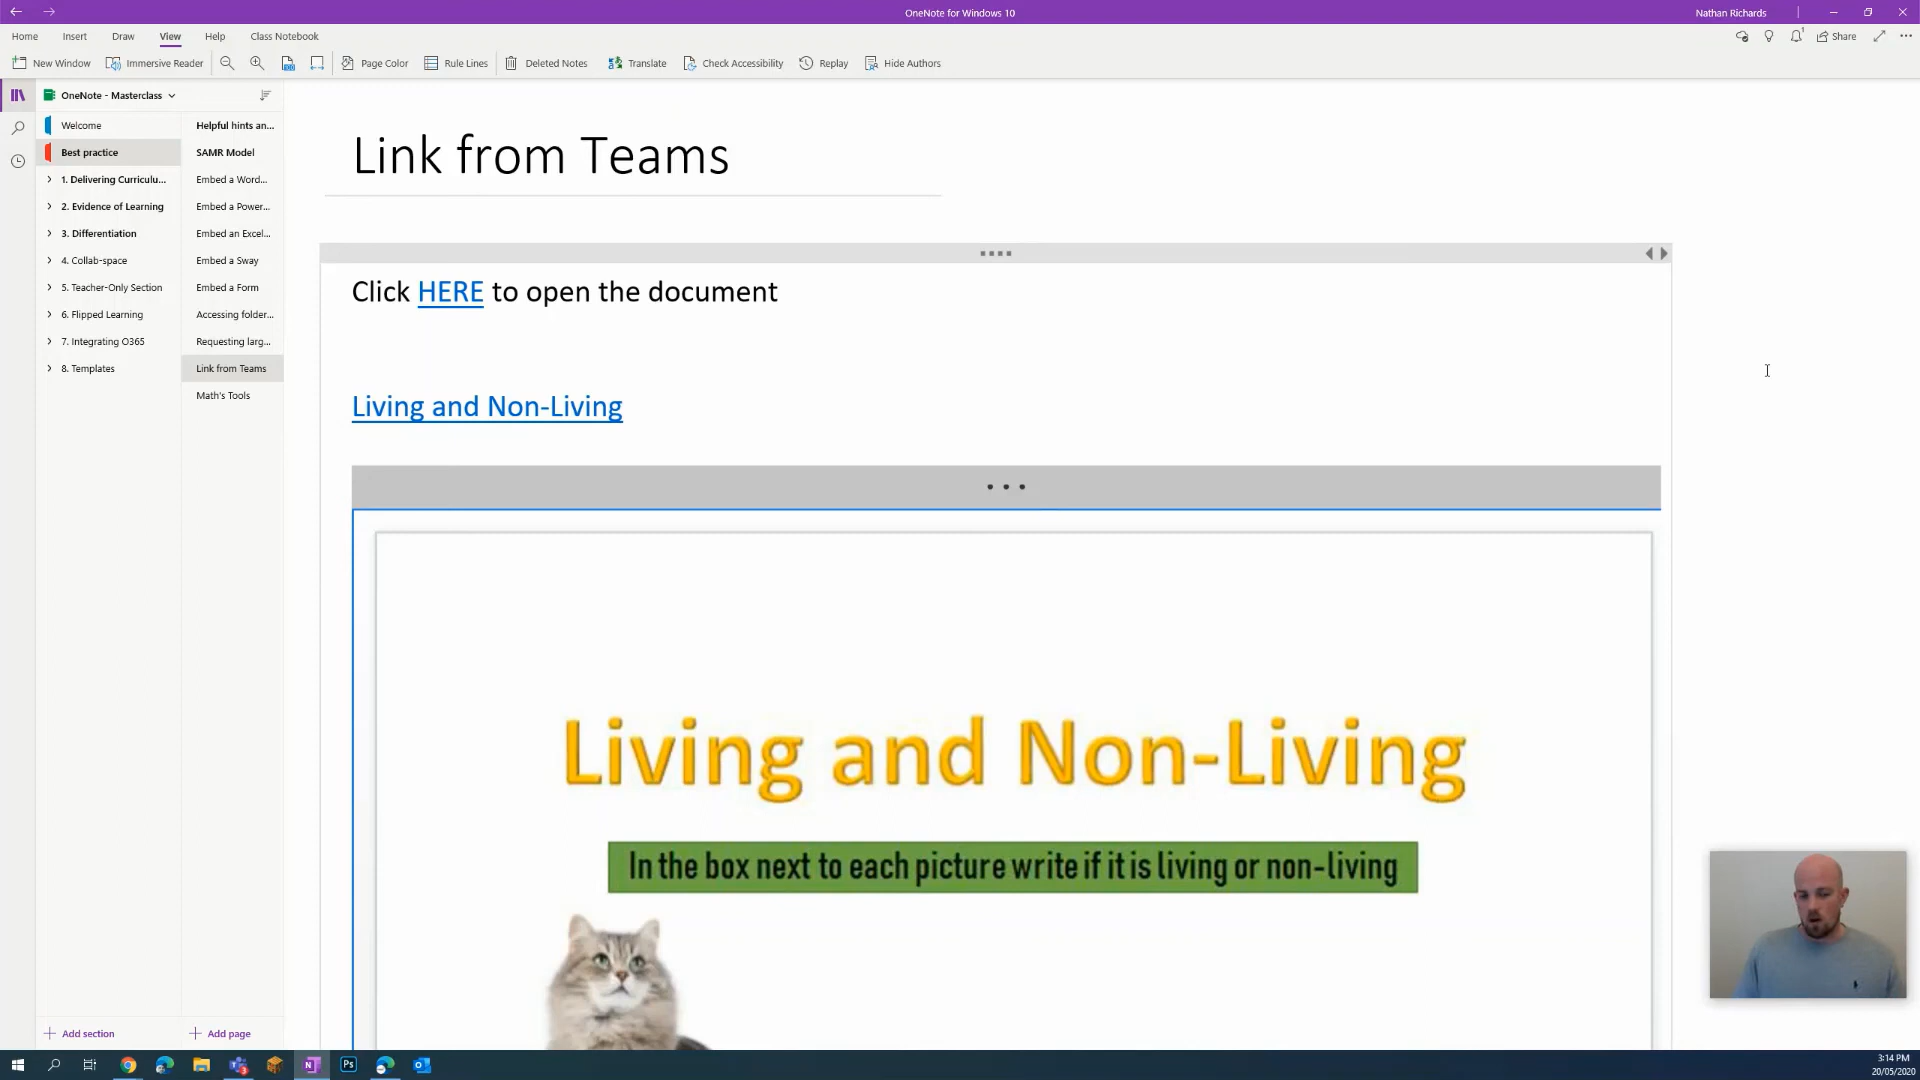 OneNote for Windows 10
Nathan Richards
Home Insert Draw View Help Class Notebook
Share
New Window Immersive Reader Page Color Rule Lines Deleted Notes Translate Check Accessibility Replay Hide Authors
OneNote - Masterclass
Welcome
Best practice
1. Delivering Curriculu...
2. Evidence of Learning
3. Differentiation
4. Collab-space
5. Teacher-Only Section
6. Flipped Learning
7. Integrating O365
8. Templates
Add section
Helpful hints an...
SAMR Model
Embed a Word...
Embed a Power...
Embed an Excel...
Embed a Sway
Embed a Form
Accessing folder...
Requesting larg...
Link from Teams
Math's Tools
Add page
Link from Teams
Click HERE to open the document
Living and Non-Living
Living and Non-Living
In the box next to each picture write if it is living or non-living
Ps
3:14 PM
20/05/2020